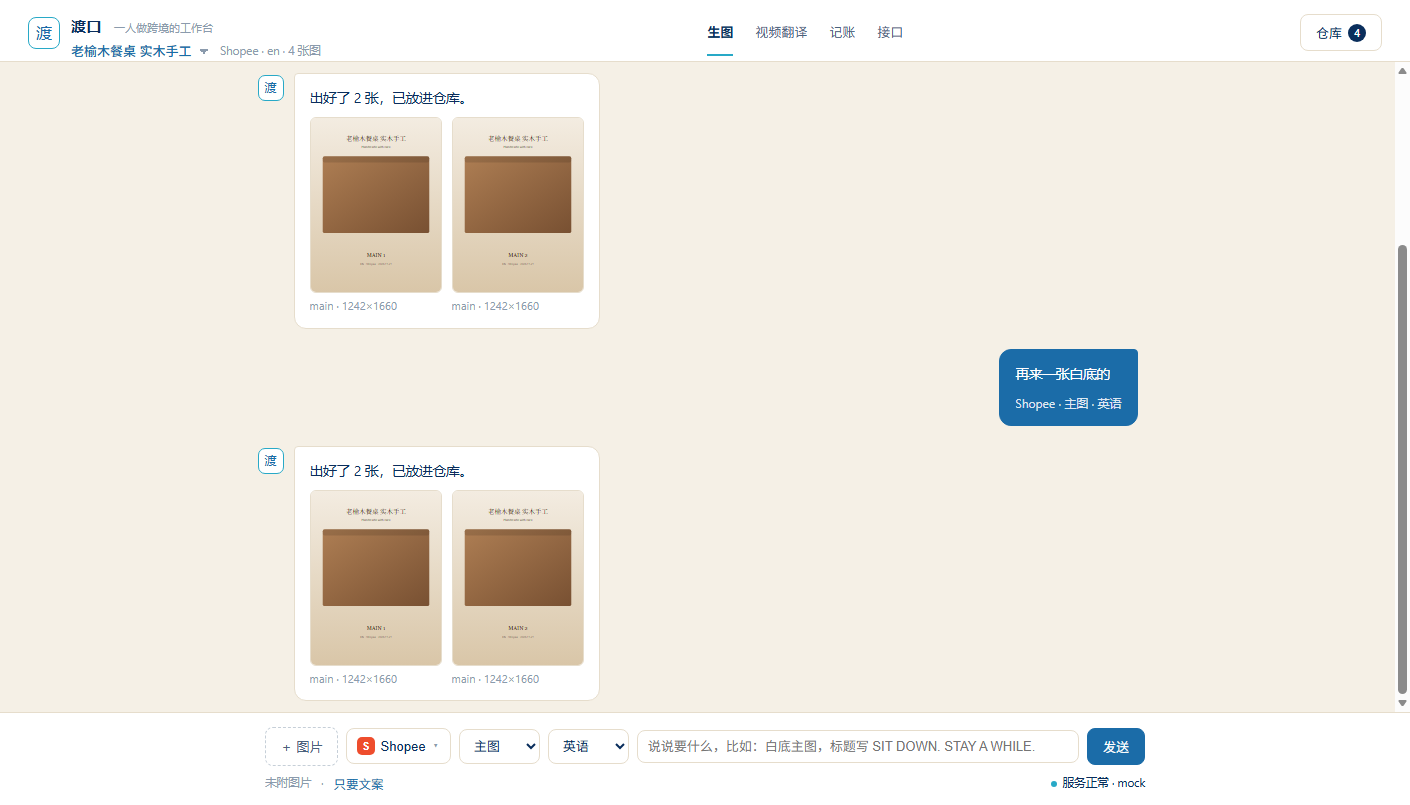 渡
渡口 一人做跨境的工作台
老榆木餐桌 实木手工 Shopee · en · 4 张图
生图 视频翻译 记账 接口
仓库 4
渡
出好了 2 张，已放进仓库。
老榆木餐桌 实木手工 老榆木餐桌 实木手工
MAIN 1 MAIN 2
main · 1242×1660 main · 1242×1660
再来一张白底的
Shopee · 主图 · 英语
渡
出好了 2 张，已放进仓库。
老榆木餐桌 实木手工 老榆木餐桌 实木手工
MAIN 1 MAIN 2
main · 1242×1660 main · 1242×1660
+ 图片 S Shopee 主图 英语 说说要什么，比如：白底主图，标题写 SIT DOWN. STAY A WHILE. 发送
未附图片 · 只要文案 服务正常 · mock